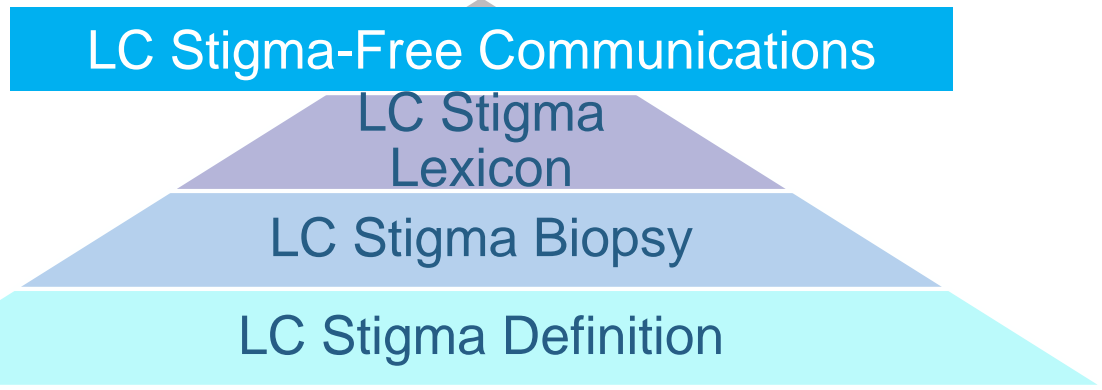 LC Stigma-Free Communications
LC Stigma
Lexicon
LC Stigma Biopsy
LC Stigma Definition